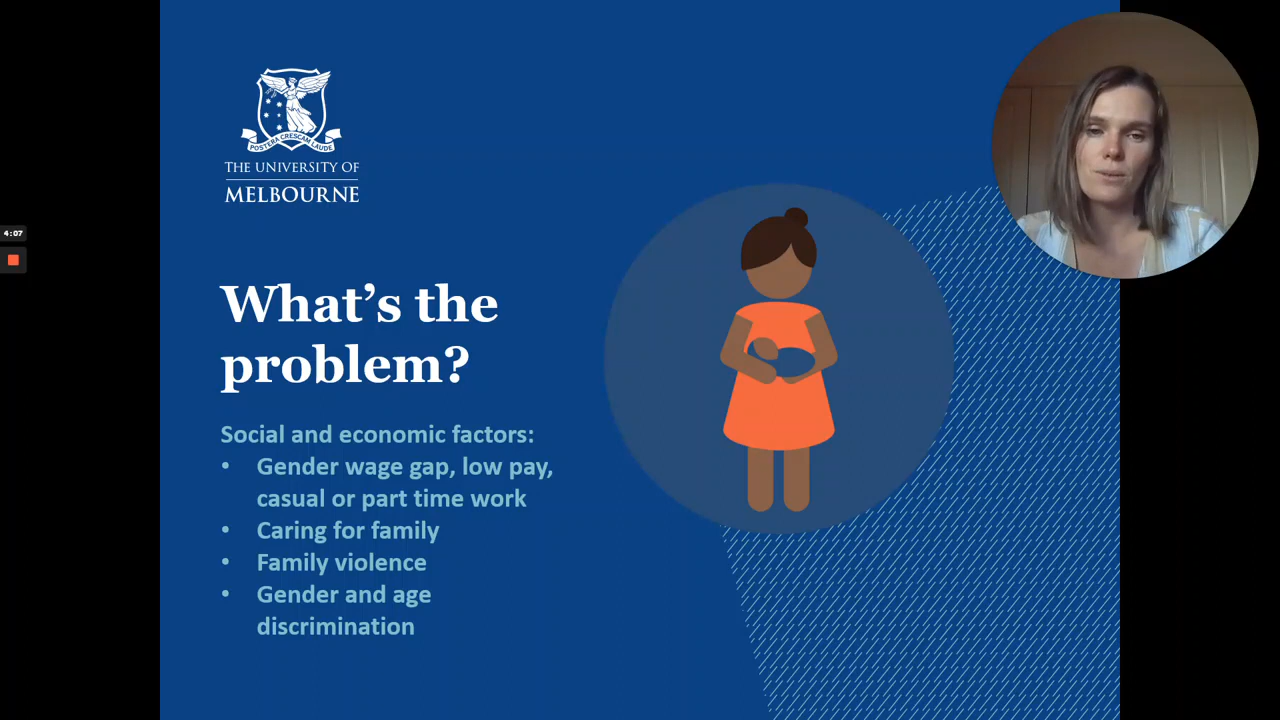 POSTERA CRESCAM LAUDE
THE UNIVERSITY OF
MELBOURNE
4:07
What's the
problem?
Social and economic factors:
• Gender wage gap, low pay,
casual or part time work
• Caring for family
• Family violence
• Gender and age
discrimination